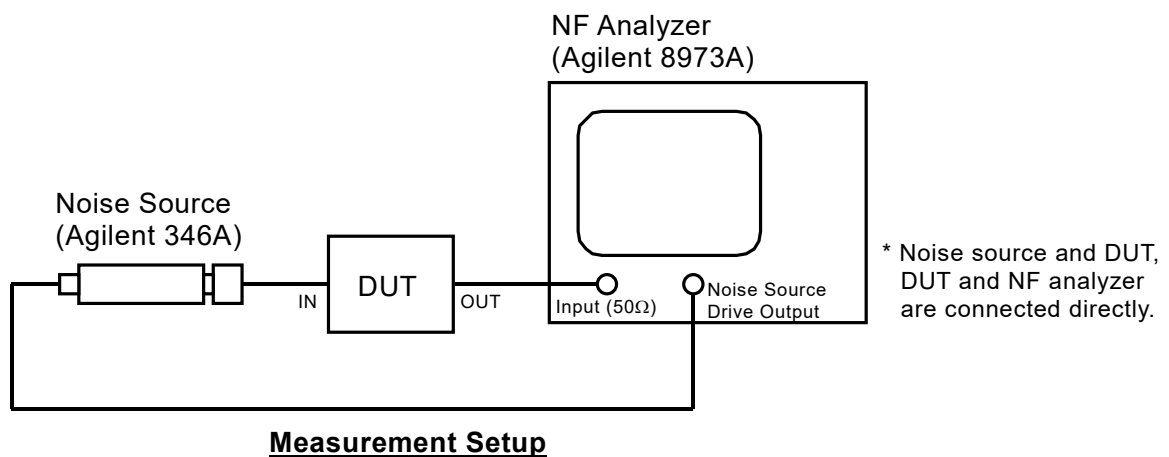 NF Analyzer
(Agilent 8973A)
Noise Source
(Agilent 346A)
IN
DUT
OUT
Input (50Ω)
Noise Source
Drive Output
* Noise source and DUT,
DUT and NF analyzer
are connected directly.
Measurement Setup